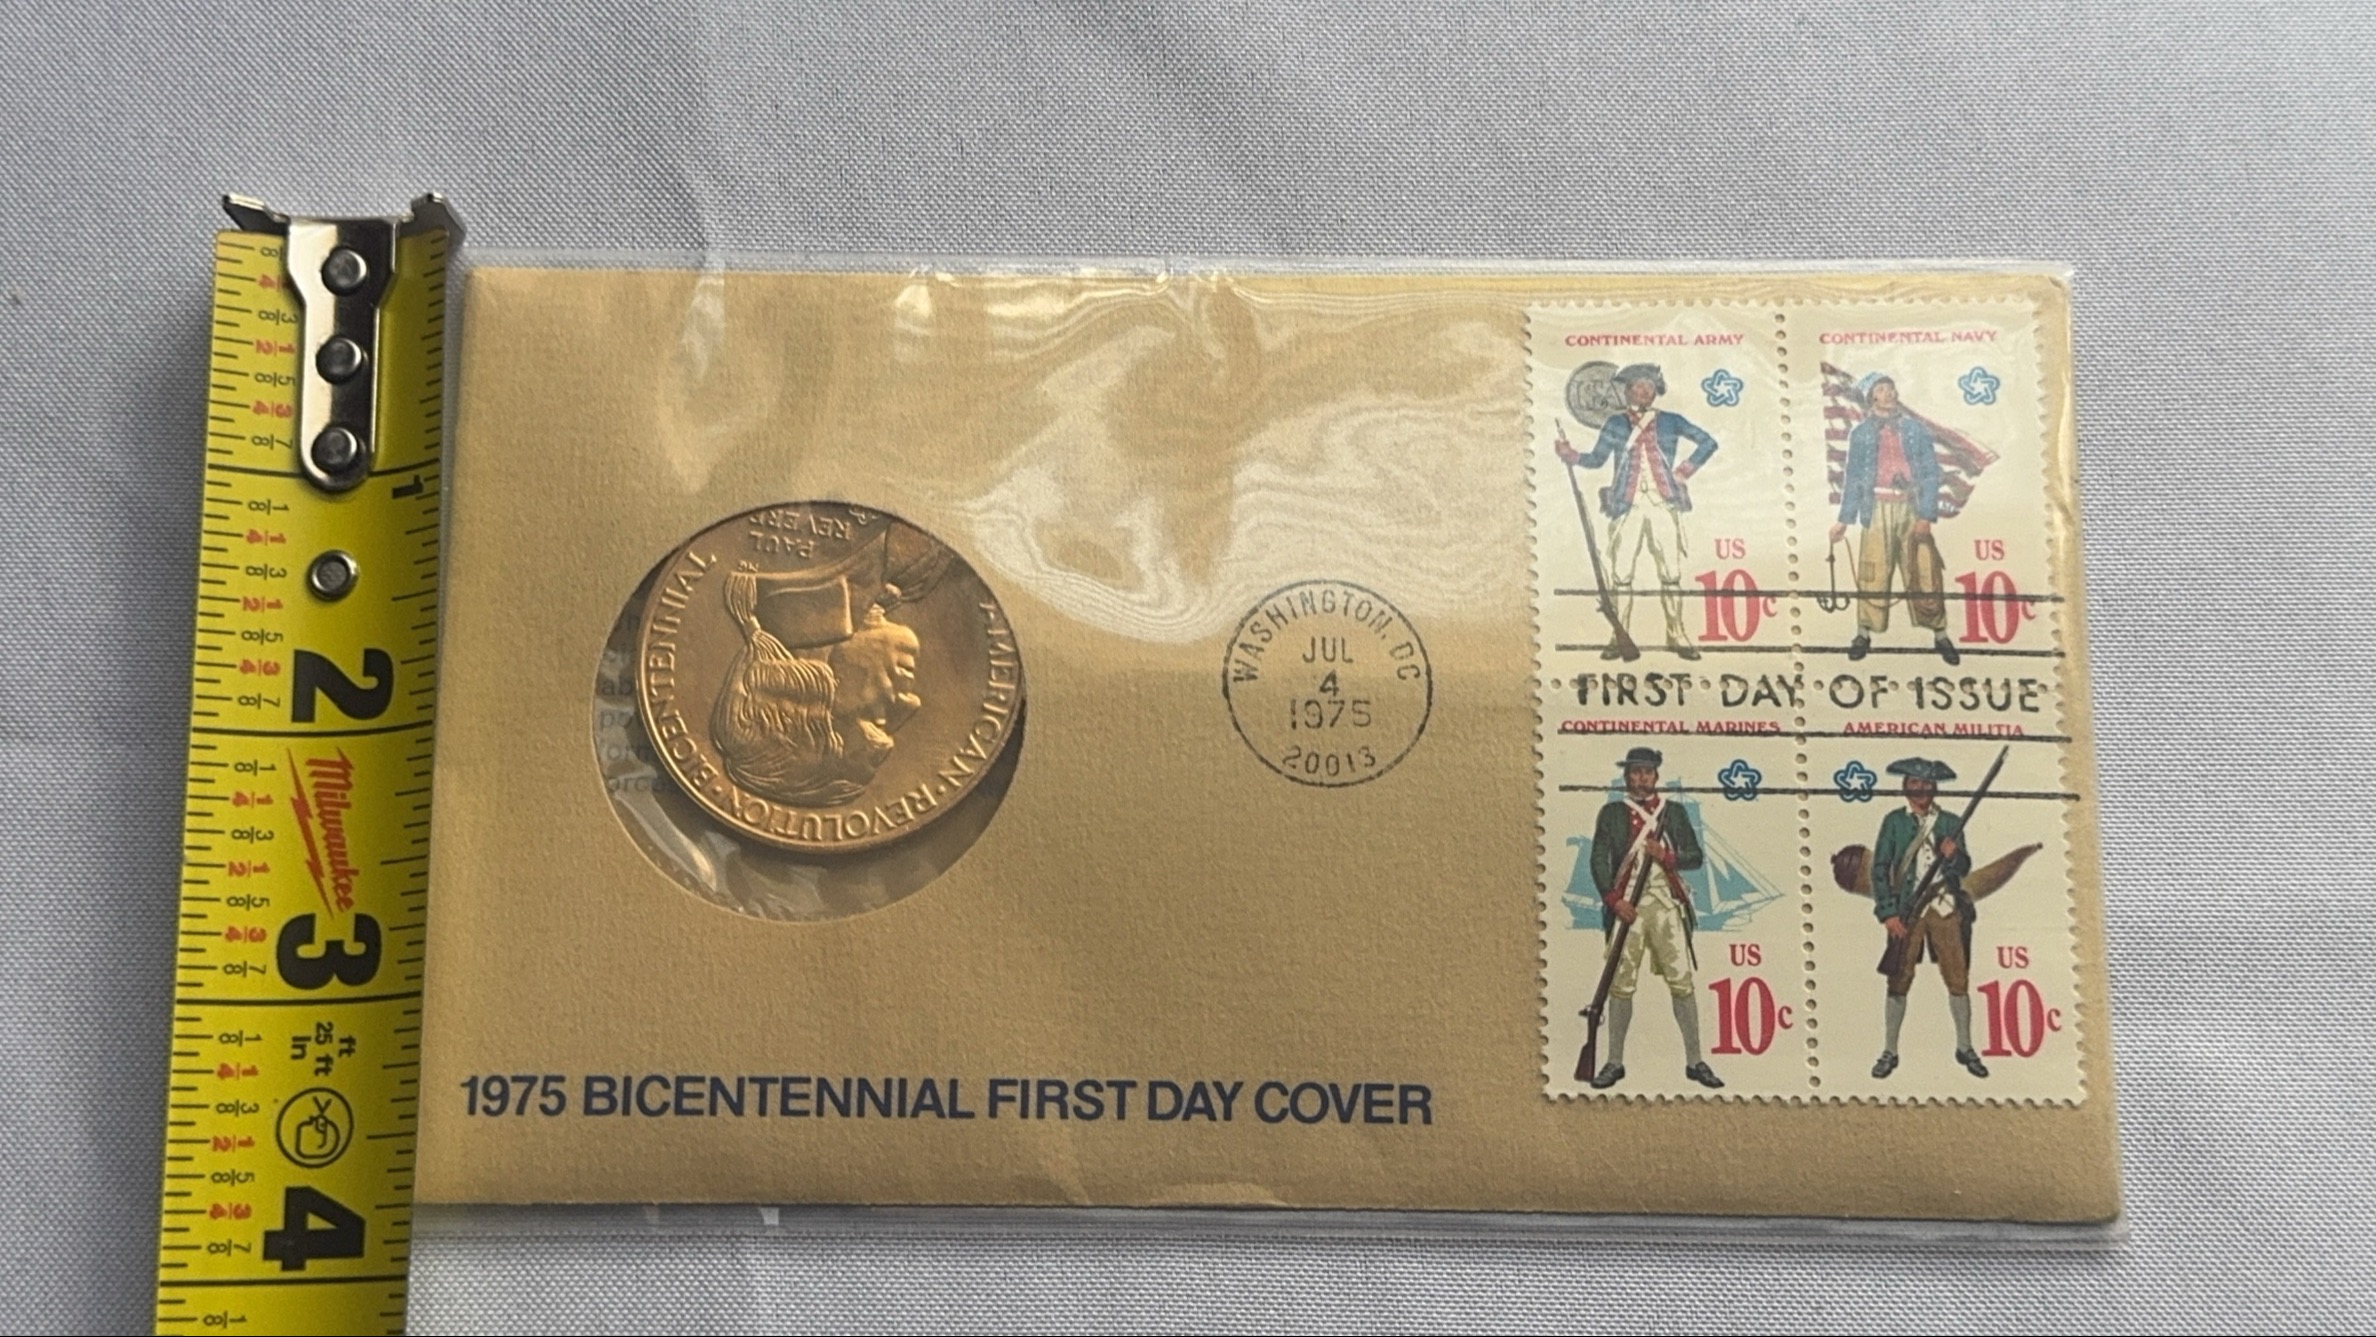 CONTINENTAL ARMY
US
10c
CONTINENTAL NAVY
US
10c
PAUL
REVERE
AMERICAN·REVOLUTION·BICENTENNIAL
WASHINGTON, DC
JUL
4
1975
20013
FIRST DAY OF ISSUE
CONTINENTAL MARINES
US
10c
AMERICAN MILITIA
US
10c
1975 BICENTENNIAL FIRST DAY COVER
1
2
Milwaukee
3
ft
25 ft
in
4